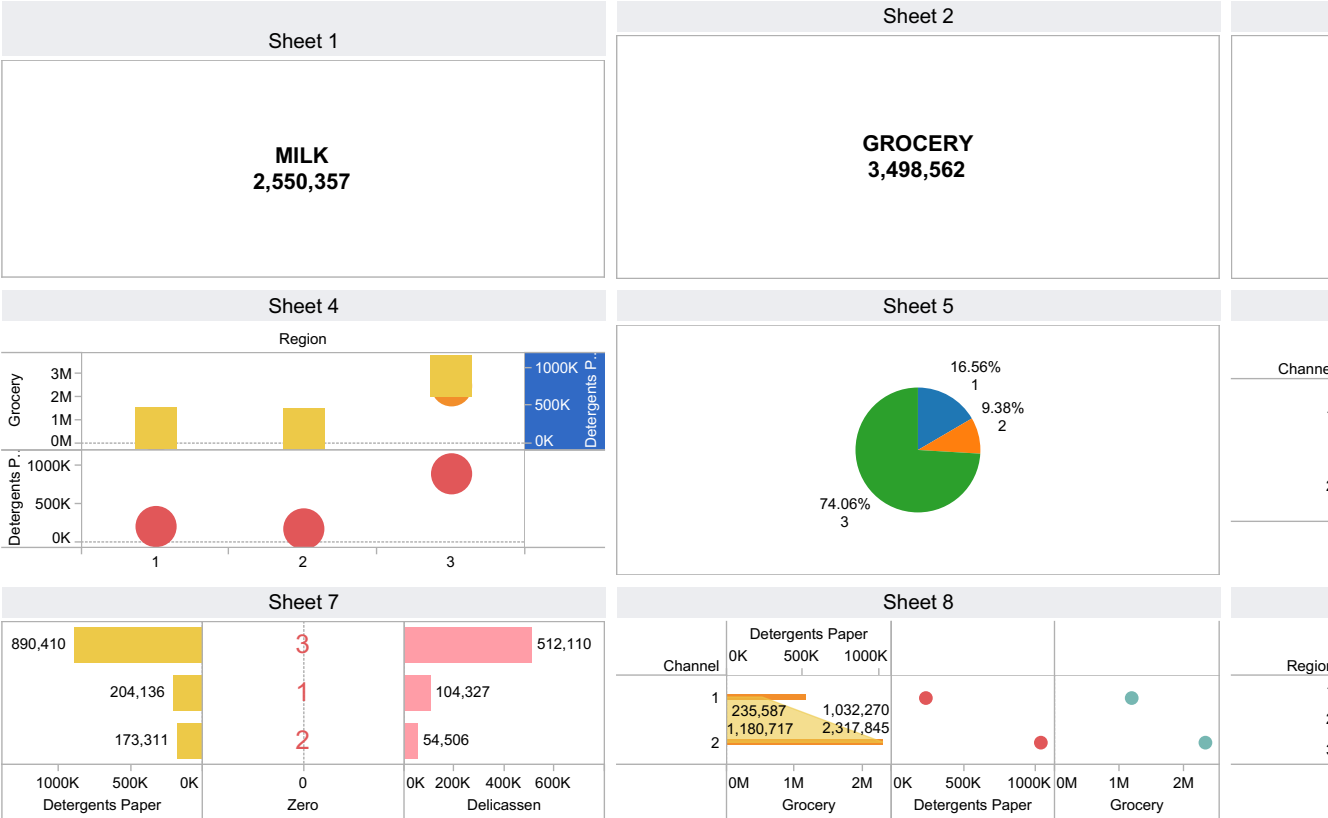 Sheet 1
Sheet 2
MILK
2,550,357
GROCERY
3,498,562
Sheet 4
Region
Grocery
3M
2M
1M
0M
1000K
500K
0K
Detergents P..
Detergents P..
1000K
500K
0K
1
2
3
Sheet 5
16.56%
1
9.38%
2
74.06%
3
Channe
Sheet 7
890,410
3
512,110
204,136
1
104,327
173,311
2
54,506
1000K 500K 0K
0
0K 200K 400K 600K
Detergents Paper
Zero
Delicassen
Sheet 8
Detergents Paper
0K 500K 1000K
Channel
1
235,587 1,032,270
1,180,717 2,317,845
2
0M 1M 2M
0K 500K 1000K
0M 1M 2M
Grocery
Detergents Paper
Grocery
Region